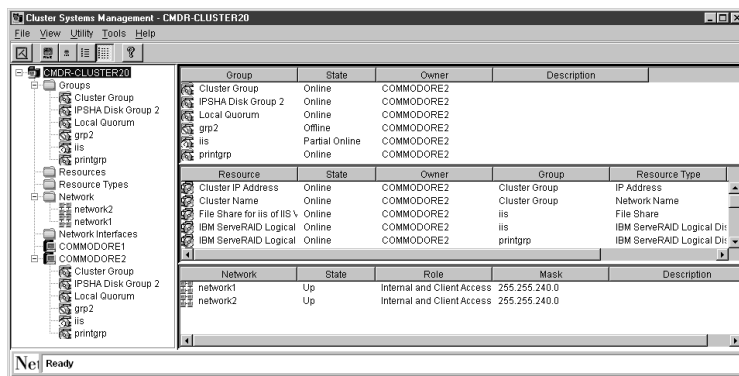 Cluster Systems Management - CMDR-CLUSTER20
File View Utility Tools Help
CMDR-CLUSTER20
Groups
Cluster Group
IPSHA Disk Group 2
Local Quorum
grp2
iis
printgrp
Resources
Resource Types
Network
network2
network1
Network Interfaces
COMMODORE1
COMMODORE2
Cluster Group
IPSHA Disk Group 2
Local Quorum
grp2
iis
printgrp
Group State Owner Description
Cluster Group Online COMMODORE2
IPSHA Disk Group 2 Online COMMODORE2
Local Quorum Online COMMODORE2
grp2 Offline COMMODORE2
iis Partial Online COMMODORE2
printgrp Online COMMODORE2
Resource State Owner Group Resource Type
Cluster IP Address Online COMMODORE2 Cluster Group IP Address
Cluster Name Online COMMODORE2 Cluster Group Network Name
File Share for iis of IIS V Online COMMODORE2 iis File Share
IBM ServeRAID Logical Online COMMODORE2 iis IBM ServeRAID Logical Dis
IBM ServeRAID Logical Online COMMODORE2 printgrp IBM ServeRAID Logical Dis
Network State Role Mask Description
network1 Up Internal and Client Access 255.255.240.0
network2 Up Internal and Client Access 255.255.240.0
Net Ready